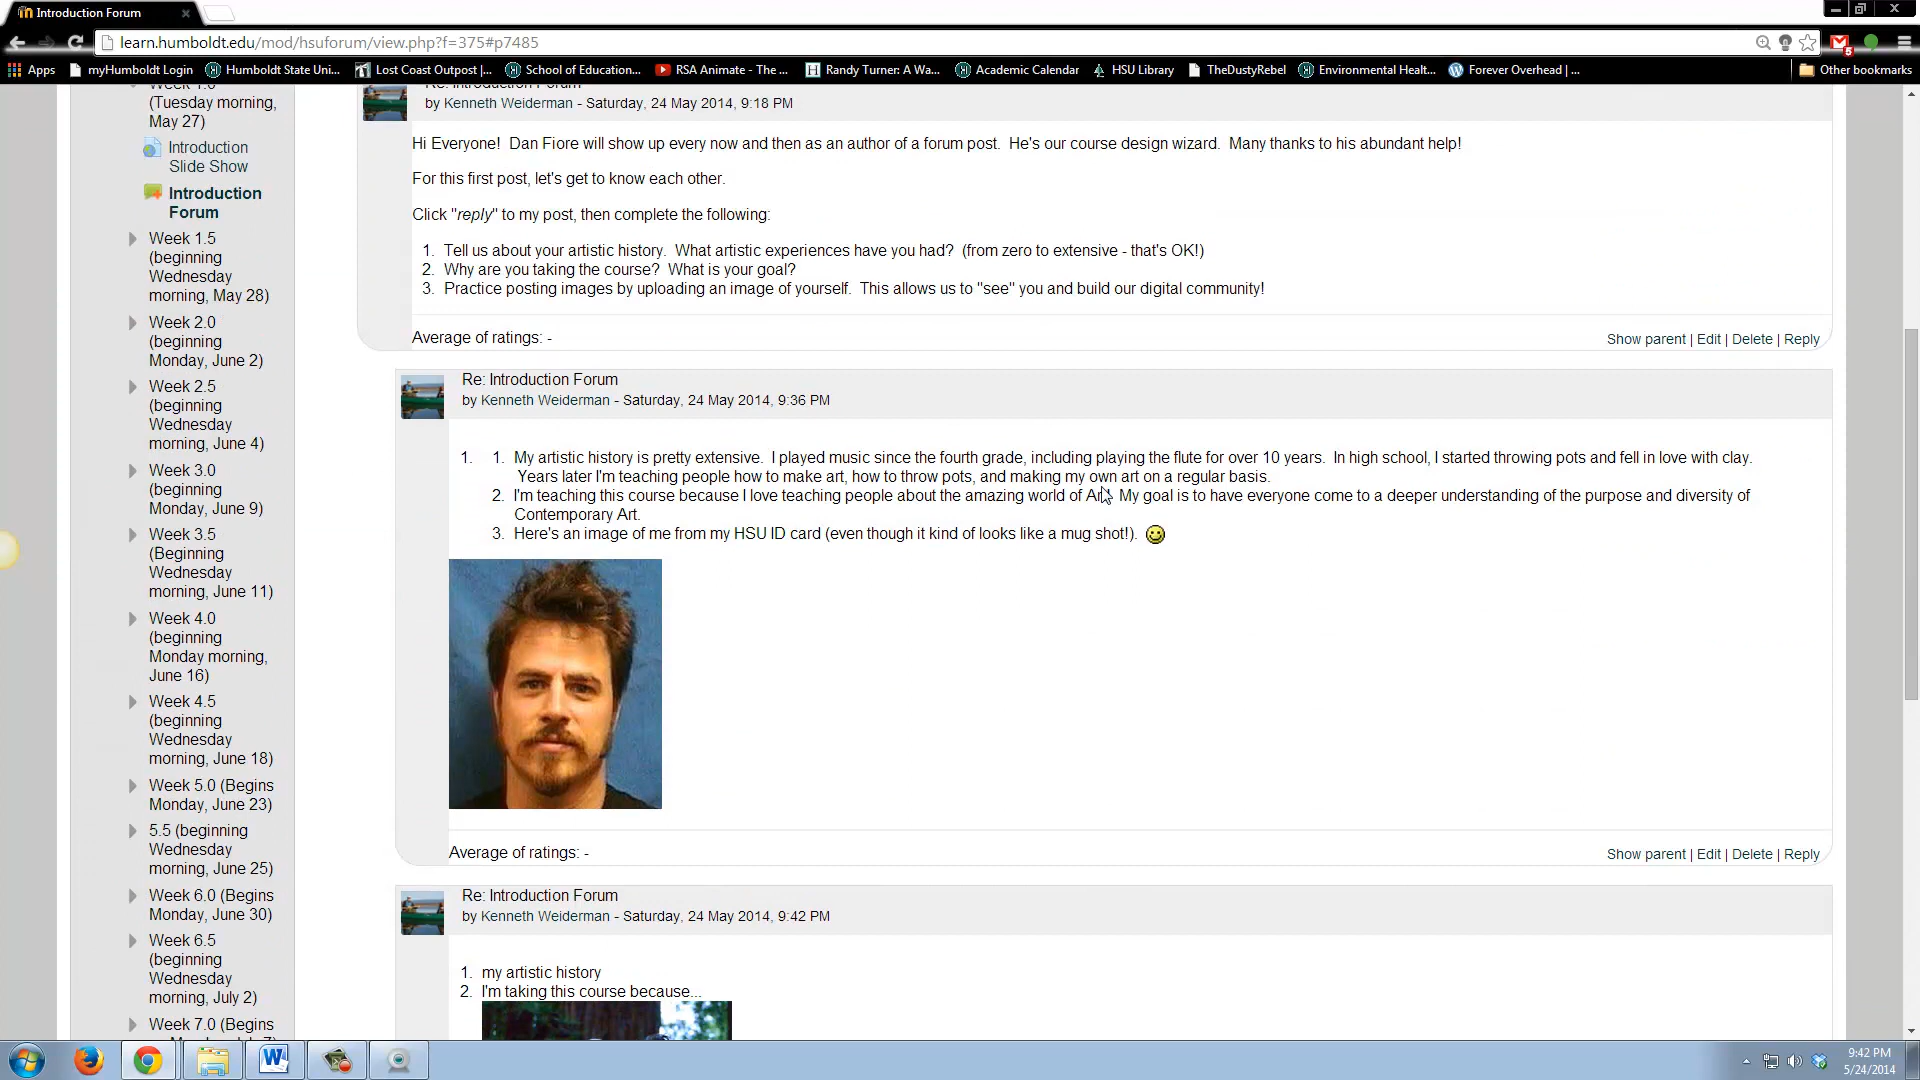 Introduction Forum
learn.humboldt.edu/mod/hsuforum/view.php?f=375#p7485
Apps myHumboldt Login Humboldt State Uni... Lost Coast Outpost |... School of Education... RSA Animate - The ... Randy Turner: A Wa... Academic Calendar HSU Library TheDustyRebel Environmental Healt... Forever Overhead | ... Other bookmarks
Week 1.0
(Tuesday morning,
May 27)
Introduction
Slide Show
Introduction
Forum
Week 1.5
(beginning
Wednesday
morning, May 28)
Week 2.0
(beginning
Monday, June 2)
Week 2.5
(beginning
Wednesday
morning, June 4)
Week 3.0
(beginning
Monday, June 9)
Week 3.5
(Beginning
Wednesday
morning, June 11)
Week 4.0
(beginning
Monday morning,
June 16)
Week 4.5
(beginning
Wednesday
morning, June 18)
Week 5.0 (Begins
Monday, June 23)
5.5 (beginning
Wednesday
morning, June 25)
Week 6.0 (Begins
Monday, June 30)
Week 6.5
(beginning
Wednesday
morning, July 2)
Week 7.0 (Begins
Re: Introduction Forum
by Kenneth Weiderman - Saturday, 24 May 2014, 9:18 PM
Hi Everyone! Dan Fiore will show up every now and then as an author of a forum post. He's our course design wizard. Many thanks to his abundant help!
For this first post, let's get to know each other.
Click "reply" to my post, then complete the following:
1. Tell us about your artistic history. What artistic experiences have you had? (from zero to extensive - that's OK!)
2. Why are you taking the course? What is your goal?
3. Practice posting images by uploading an image of yourself. This allows us to "see" you and build our digital community!
Average of ratings: -
Show parent | Edit | Delete | Reply
Re: Introduction Forum
by Kenneth Weiderman - Saturday, 24 May 2014, 9:36 PM
1. 1. My artistic history is pretty extensive. I played music since the fourth grade, including playing the flute for over 10 years. In high school, I started throwing pots and fell in love with clay.
Years later I'm teaching people how to make art, how to throw pots, and making my own art on a regular basis.
2. I'm teaching this course because I love teaching people about the amazing world of Art. My goal is to have everyone come to a deeper understanding of the purpose and diversity of
Contemporary Art.
3. Here's an image of me from my HSU ID card (even though it kind of looks like a mug shot!).
Average of ratings: -
Show parent | Edit | Delete | Reply
Re: Introduction Forum
by Kenneth Weiderman - Saturday, 24 May 2014, 9:42 PM
1. my artistic history
2. I'm taking this course because...
9:42 PM
5/24/2014